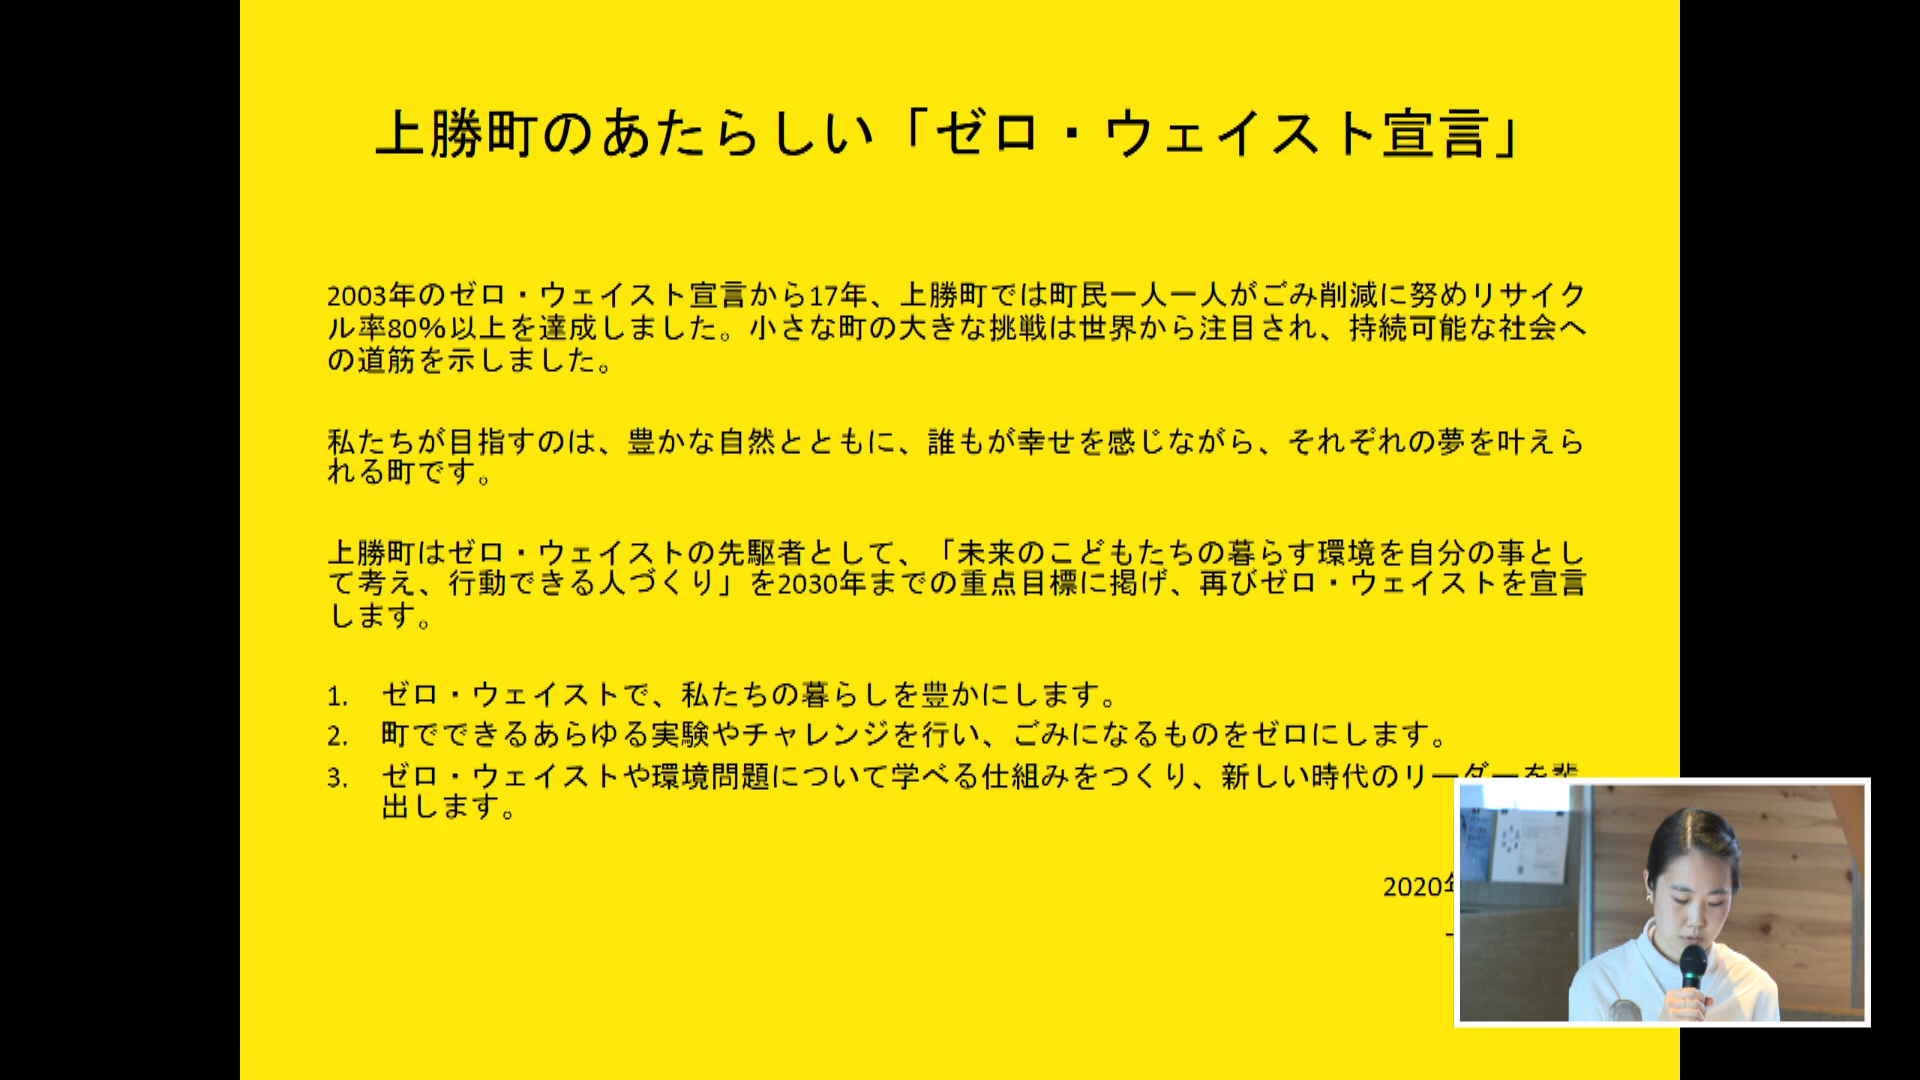 上勝町のあたらしい「ゼロ・ウェイスト宣言」
2003年のゼロ・ウェイスト宣言から17年、上勝町では町民一人一人がごみ削減に努めリサイク
ル率80%以上を達成しました。小さな町の大きな挑戦は世界から注目され、持続可能な社会へ
の道筋を示しました。
私たちが目指すのは、豊かな自然とともに、誰もが幸せを感じながら、それぞれの夢を叶えら
れる町です。
上勝町はゼロ・ウェイストの先駆者として、「未来のこどもたちの暮らす環境を自分の事とし
て考え、行動できる人づくり」を2030年までの重点目標に掲げ、再びゼロ・ウェイストを宣言
します。
1. ゼロ・ウェイストで、私たちの暮らしを豊かにします。
2. 町でできるあらゆる実験やチャレンジを行い、ごみになるものをゼロにします。
3. ゼロ・ウェイストや環境問題について学べる仕組みをつくり、新しい時代のリーダーを輩
出します。
2020年